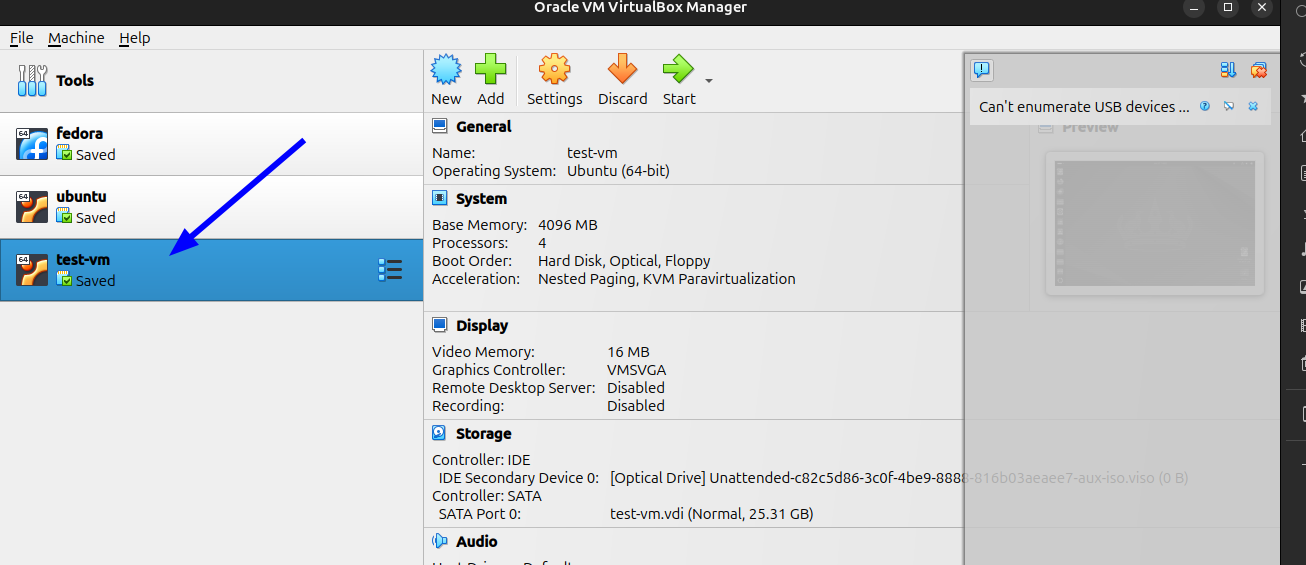 Oracle VM VirtualBox Manager
File Machine Help
Tools
64 fedora
Saved
64 ubuntu
Saved
64 test-vm
Saved
New Add Settings Discard Start
General
Name: test-vm
Operating System: Ubuntu (64-bit)
System
Base Memory: 4096 MB
Processors: 4
Boot Order: Hard Disk, Optical, Floppy
Acceleration: Nested Paging, KVM Paravirtualization
Display
Video Memory: 16 MB
Graphics Controller: VMSVGA
Remote Desktop Server: Disabled
Recording: Disabled
Storage
Controller: IDE
IDE Secondary Device 0: [Optical Drive] Unattended-c82c5d86-3c0f-4be9-8888-816b03aeaee7-aux-iso.viso (0 B)
Controller: SATA
SATA Port 0: test-vm.vdi (Normal, 25.31 GB)
Audio
Can't enumerate USB devices ...
Preview